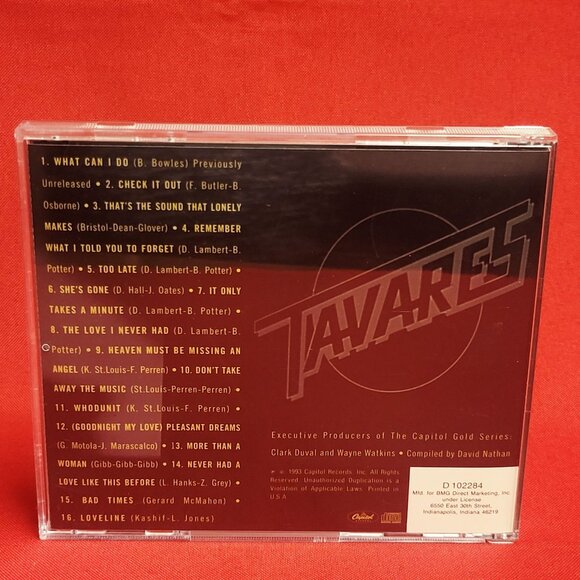 1. WHAT CAN I DO (B. Bowles) Previously
Unreleased • 2. CHECK IT OUT (F. Butler-B.
Osborne) • 3. THAT'S THE SOUND THAT LONELY
MAKES (Bristol-Dean-Glover) • 4. REMEMBER
WHAT I TOLD YOU TO FORGET (D. Lambert-B.
Potter) • 5. TOO LATE (D. Lambert-B. Potter) •
6. SHE'S GONE (D. Hall-J. Oates) • 7. IT ONLY
TAKES A MINUTE (D. Lambert-B. Potter) •
8. THE LOVE I NEVER HAD (D. Lambert-B.
Potter) • 9. HEAVEN MUST BE MISSING AN
ANGEL (K. St.Louis-F. Perren) • 10. DON'T TAKE
AWAY THE MUSIC (St.Louis-Perren-Perren) •
11. WHODUNIT (K. St.Louis-F. Perren) •
12. (GOODNIGHT MY LOVE) PLEASANT DREAMS
(G. Motola-J. Marascalco) • 13. MORE THAN A
WOMAN (Gibb-Gibb-Gibb) • 14. NEVER HAD A
LOVE LIKE THIS BEFORE (L. Hanks-Z. Grey) •
15. BAD TIMES (Gerard McMahon) •
16. LOVELINE (Kashif-L. Jones)
TAVARES
Executive Producers of The Capitol Gold Series:
Clark Duval and Wayne Watkins • Compiled by David Nathan
℗ © 1993 Capitol Records Inc. All Rights
Reserved. Unauthorized Duplication is a
Violation of Applicable Laws. Printed in
U.S.A.
Capitol
D 102284
Mfd. for BMG Direct Marketing, Inc.
under License
6550 East 30th Street,
Indianapolis, Indiana 46219